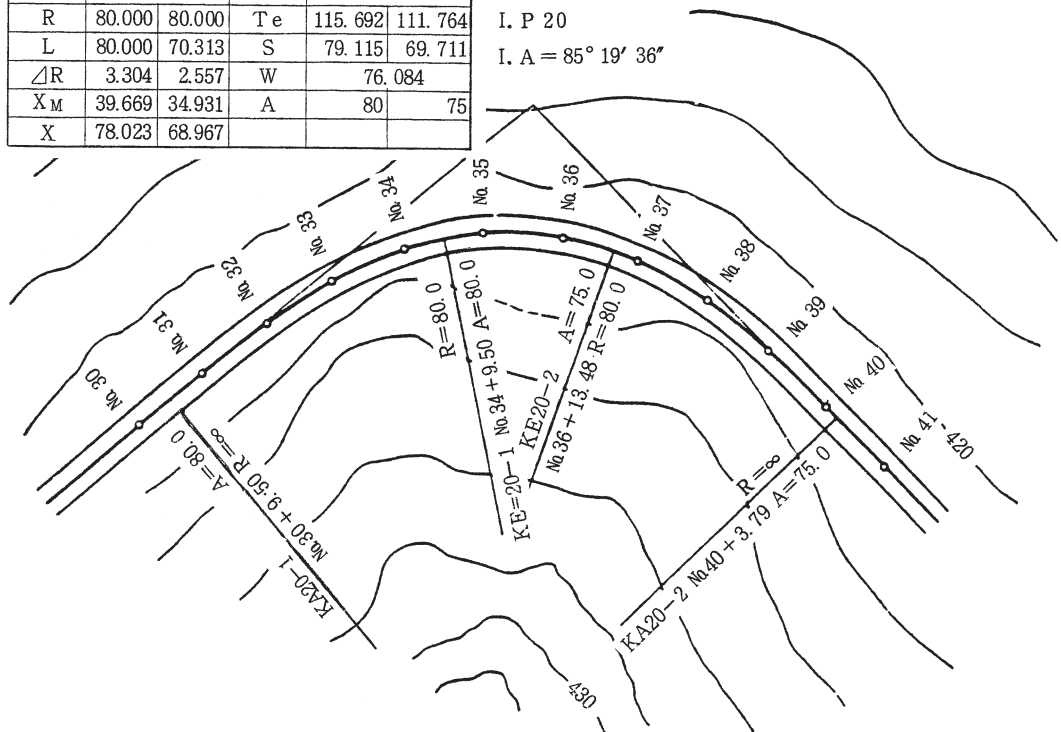 R 80.000 80.000 Te 115.692 111.764
L 80.000 70.313 S 79.115 69.711
⊿R 3.304 2.557 W 76.084
XM 39.669 34.931 A 80 75
X 78.023 68.967
I.P 20
I.A=85°19′36″
No.30
No.31
No.32
No.33
No.34
No.35
No.36
No.37
No.38
No.39
No.40
No.41
420
A=80.0
No.30+9.50 R=∞
KA20-1
R=80.0
No.34+9.50 A=80.0
KE=20-1
A=75.0
KE20-2
No.36+13.48 R=80.0
R=∞
KA20-2 No.40+3.79 A=75.0
430